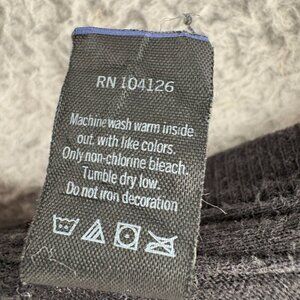 RN 104126
Machine wash warm inside
out, with like colors.
Only non-chlorine bleach.
Tumble dry low.
Do not iron decoration